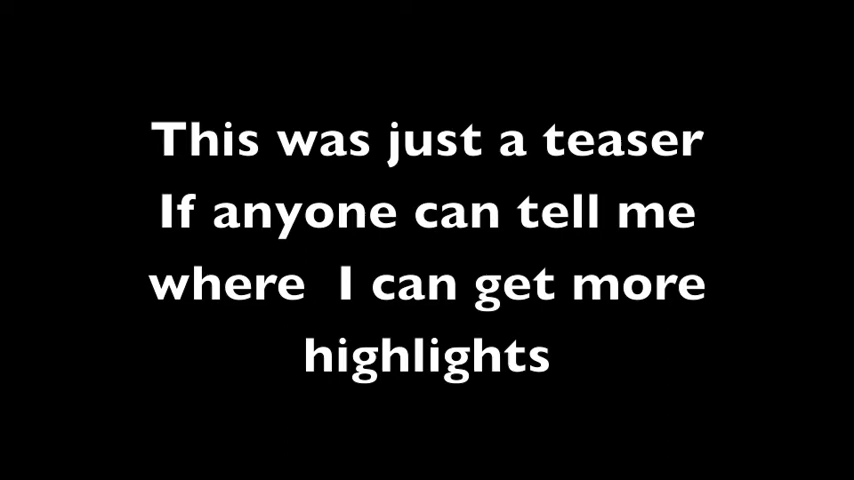 This was just a teaser
If anyone can tell me
where  I can get more
highlights